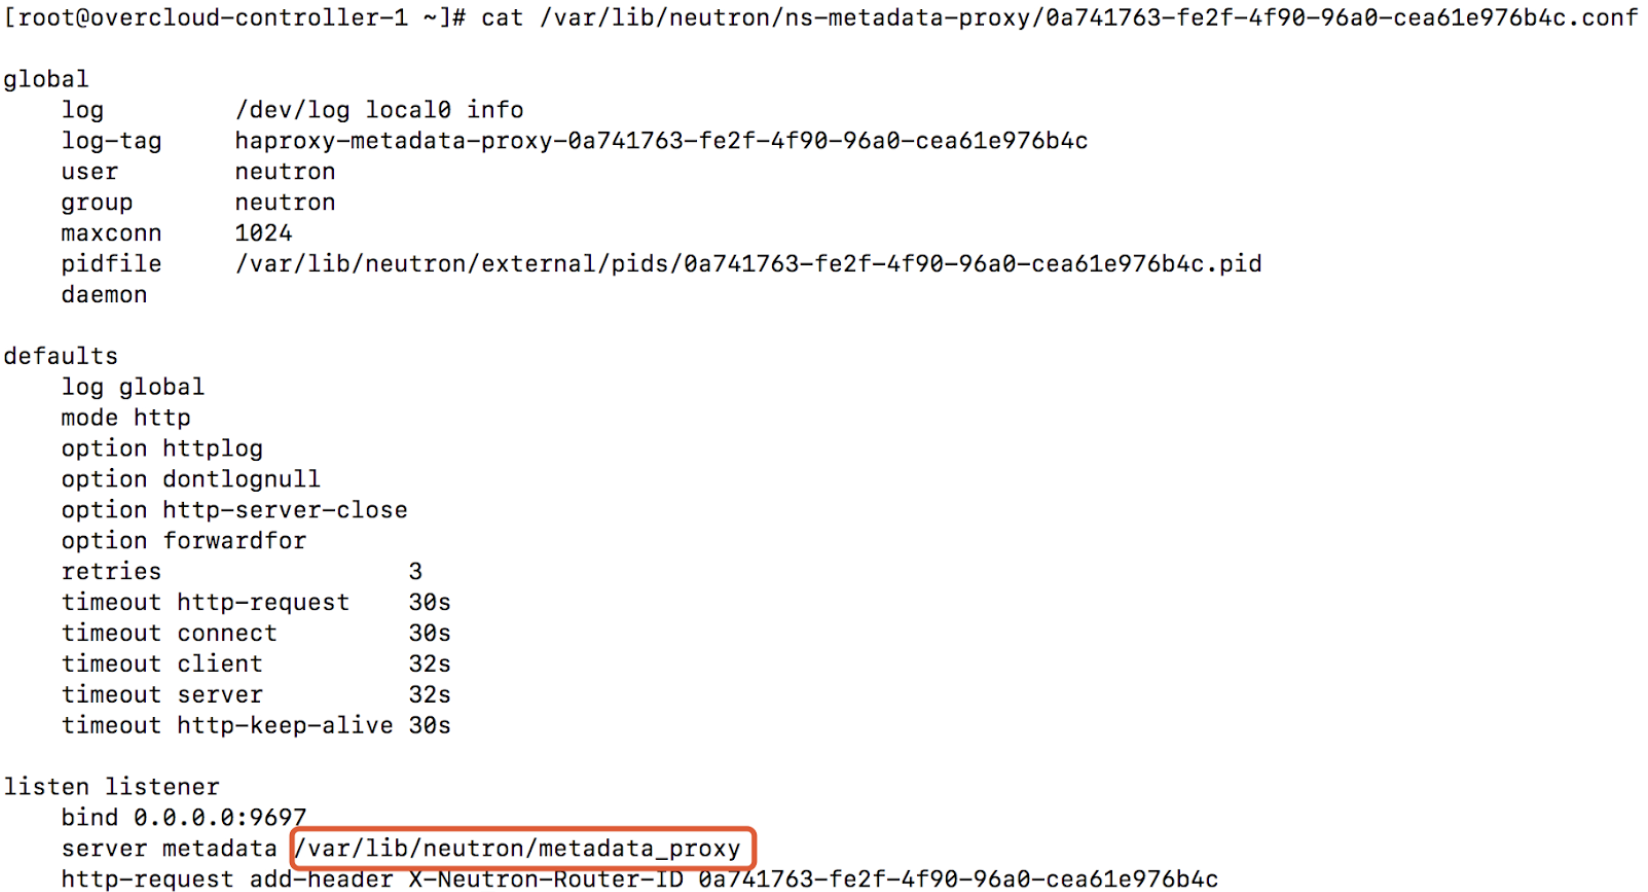 [root@overcloud-controller-1 ~]# cat /var/lib/neutron/ns-metadata-proxy/0a741763-fe2f-4f90-96a0-cea61e976b4c.conf
global
log /dev/log local0 info
log-tag haproxy-metadata-proxy-0a741763-fe2f-4f90-96a0-cea61e976b4c
user neutron
group neutron
maxconn 1024
pidfile /var/lib/neutron/external/pids/0a741763-fe2f-4f90-96a0-cea61e976b4c.pid
daemon
defaults
log global
mode http
option httplog
option dontlognull
option http-server-close
option forwardfor
retries 3
timeout http-request 30s
timeout connect 30s
timeout client 32s
timeout server 32s
timeout http-keep-alive 30s
listen listener
bind 0.0.0.0:9697
server metadata /var/lib/neutron/metadata_proxy
http-request add-header X-Neutron-Router-ID 0a741763-fe2f-4f90-96a0-cea61e976b4c